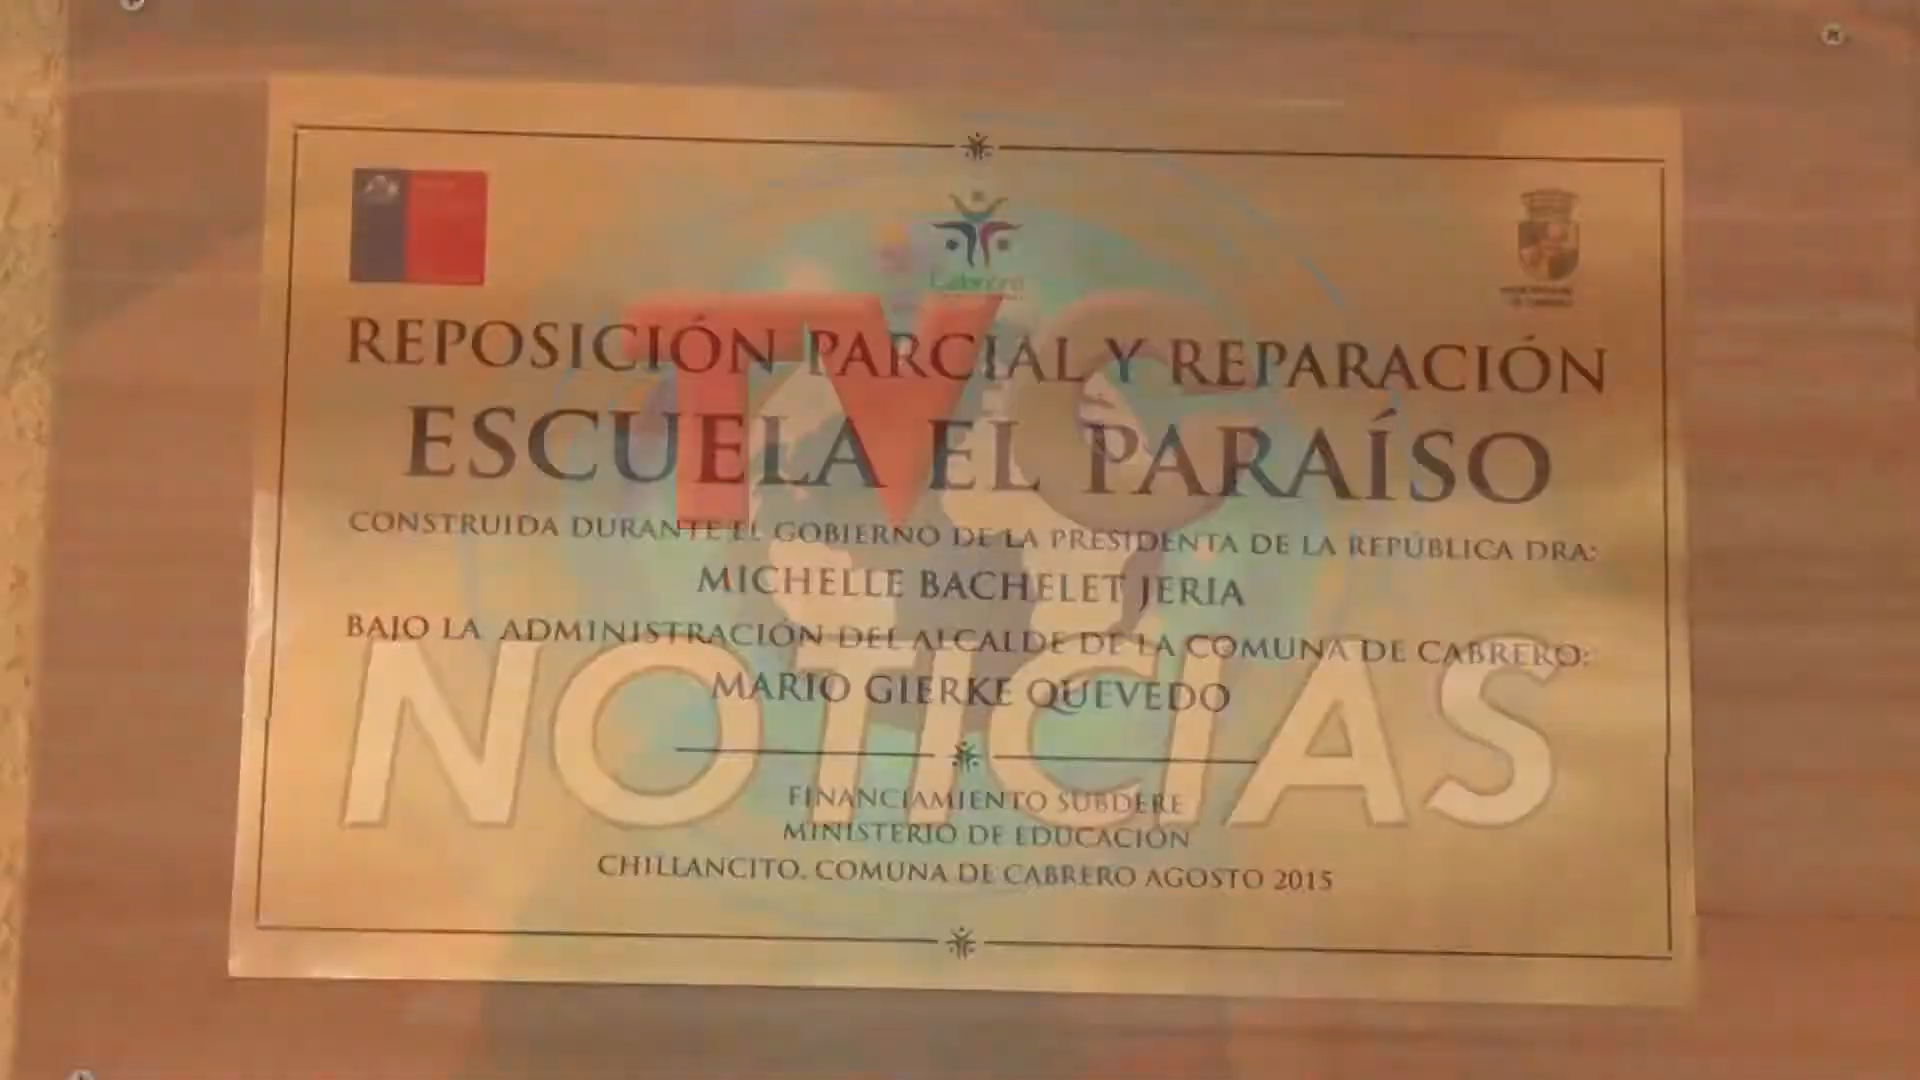 Cabrero
REPOSICIÓN PARCIAL Y REPARACIÓN
ESCUELA EL PARAÍSO
CONSTRUIDA DURANTE EL GOBIERNO DE LA PRESIDENTA DE LA REPÚBLICA DRA:
MICHELLE BACHELET JERIA
BAJO LA ADMINISTRACIÓN DEL ALCALDE DE LA COMUNA DE CABRERO:
MARIO GIERKE QUEVEDO
FINANCIAMIENTO SUBDERE
MINISTERIO DE EDUCACIÓN
CHILLANCITO, COMUNA DE CABRERO AGOSTO 2015
TVC
NOTICIAS